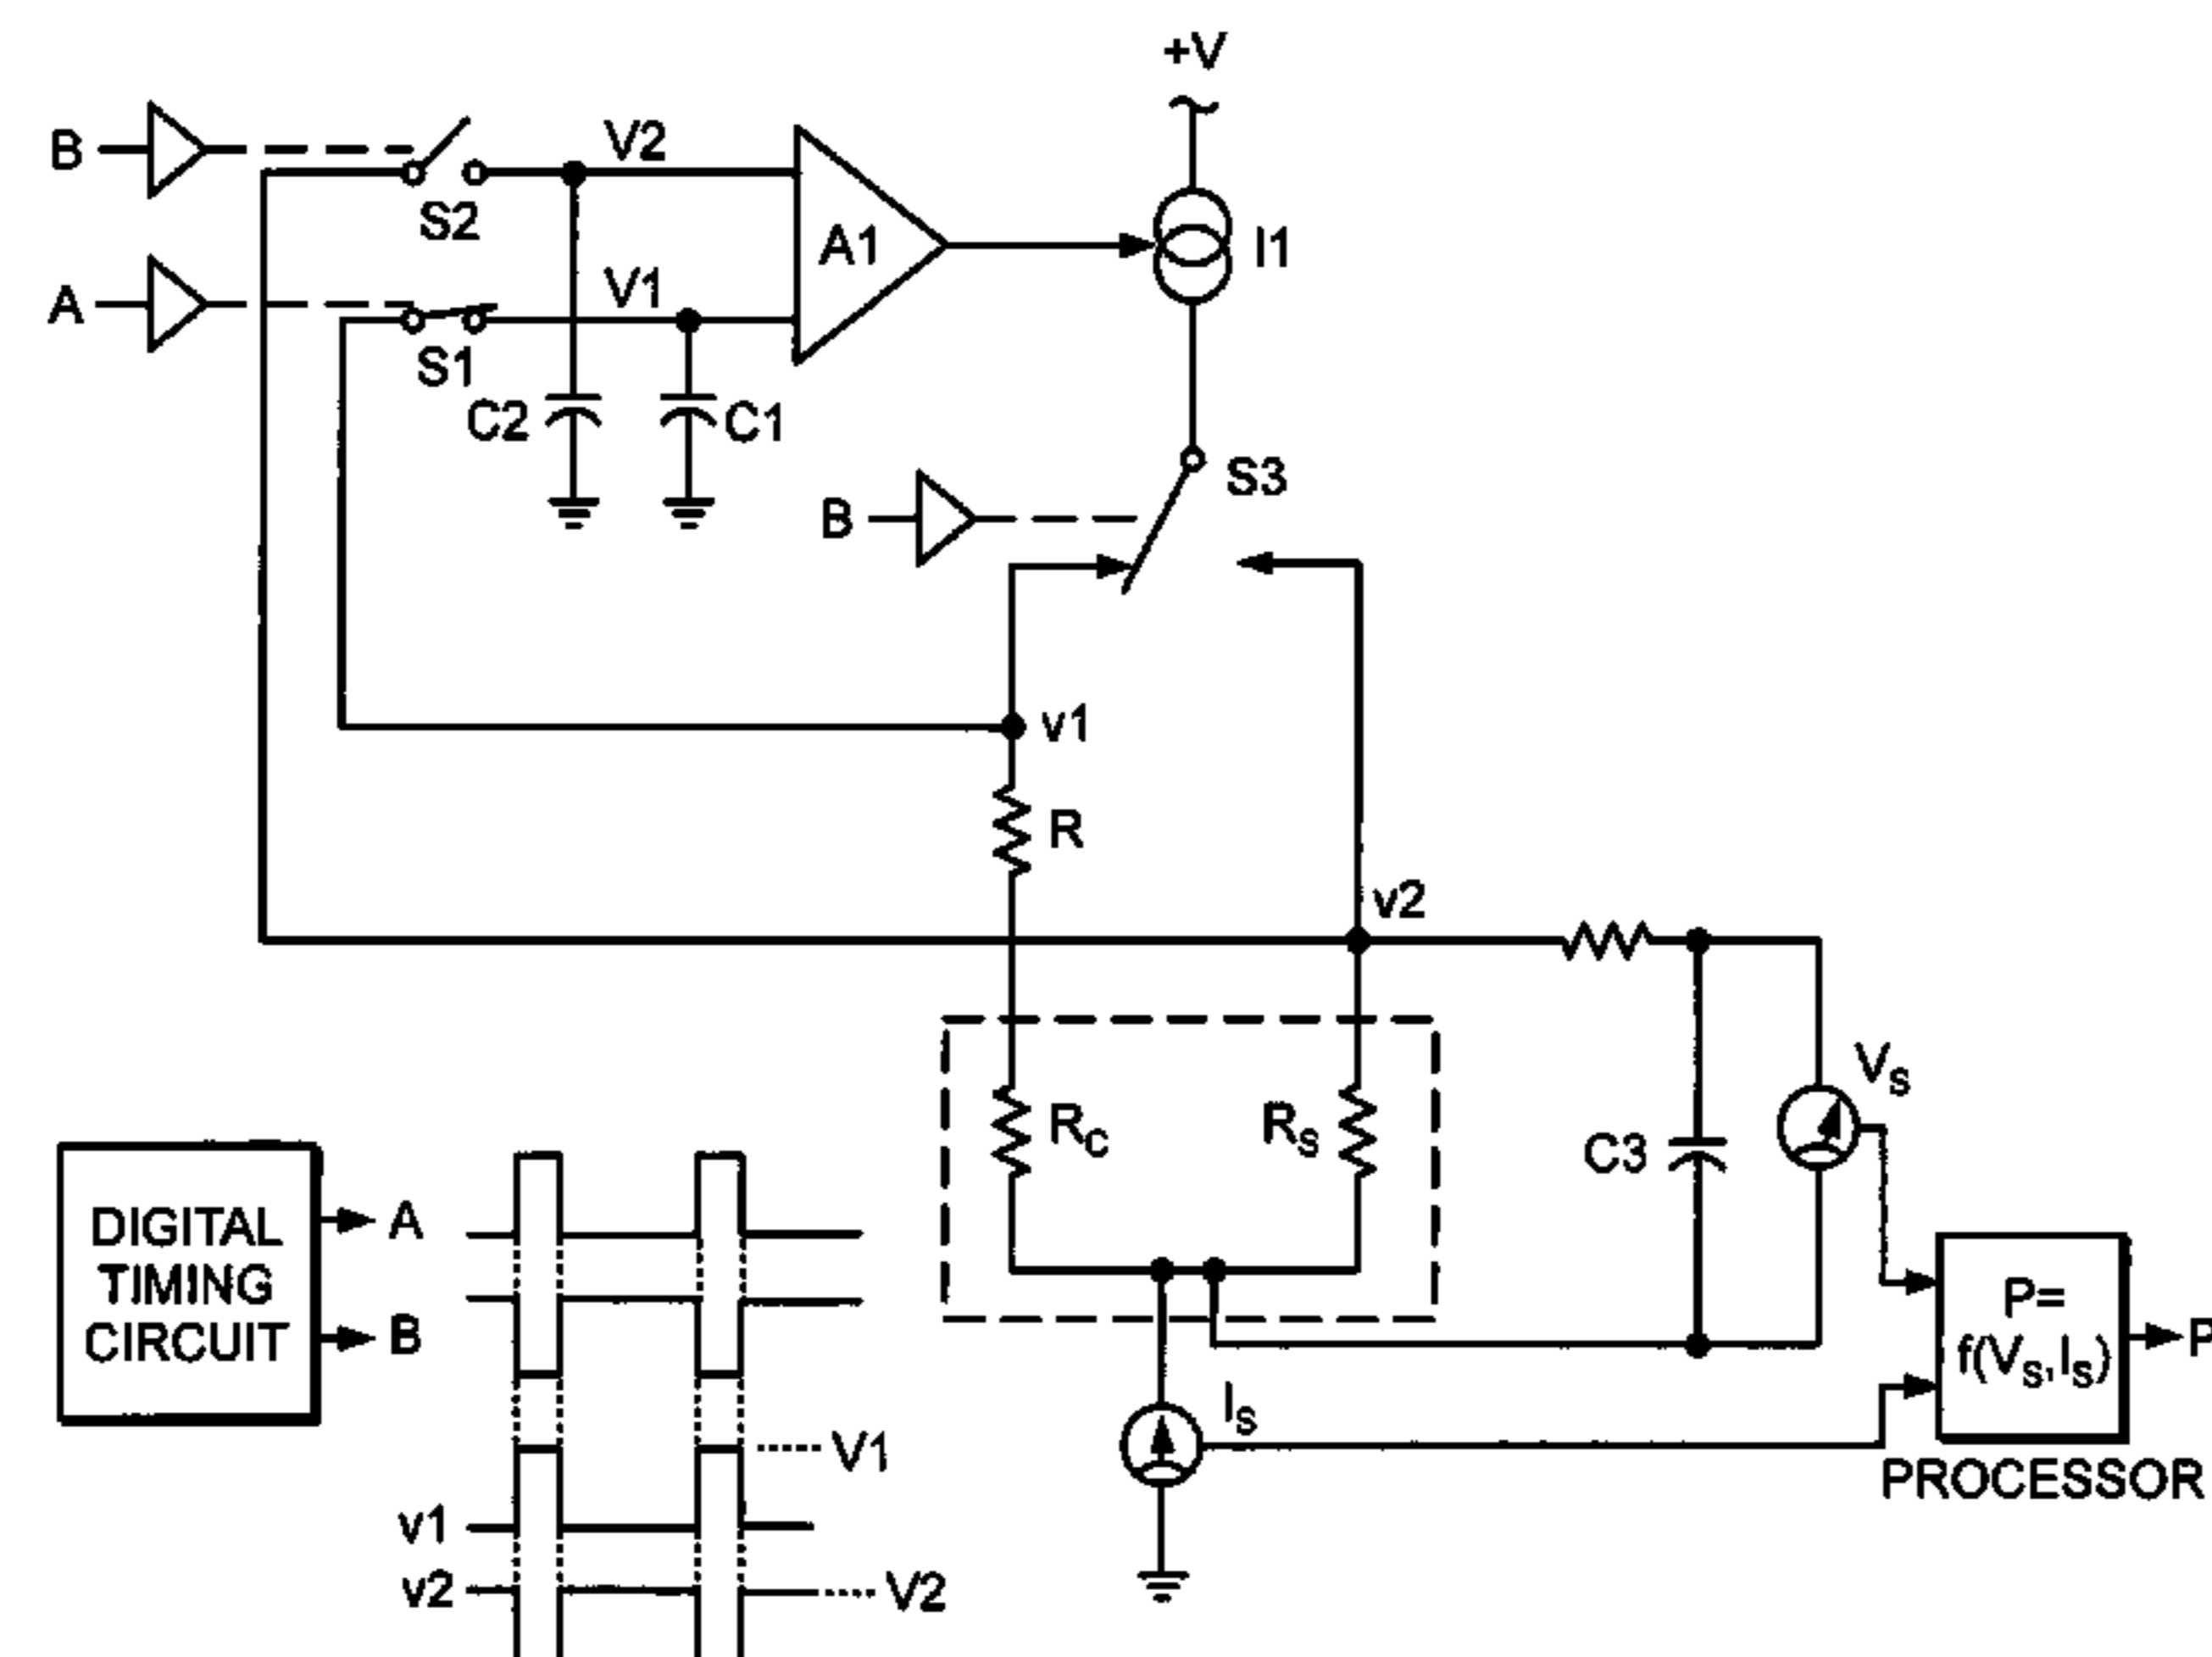 +V
B
V2
S2
A1
I1
A
V1
S1
C2
C1
S3
B
v1
R
v2
VS
RC
RS
C3
DIGITAL
TIMING
CIRCUIT
A
B
P=
f(VS,IS)
P
IS
PROCESSOR
V1
v1
v2
V2